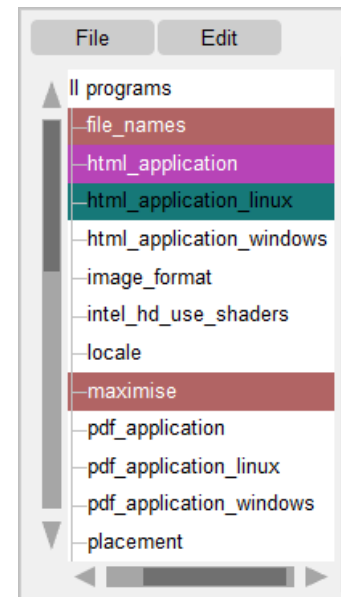 File Edit
ll programs
file_names
html_application
html_application_linux
html_application_windows
image_format
intel_hd_use_shaders
locale
maximise
pdf_application
pdf_application_linux
pdf_application_windows
placement